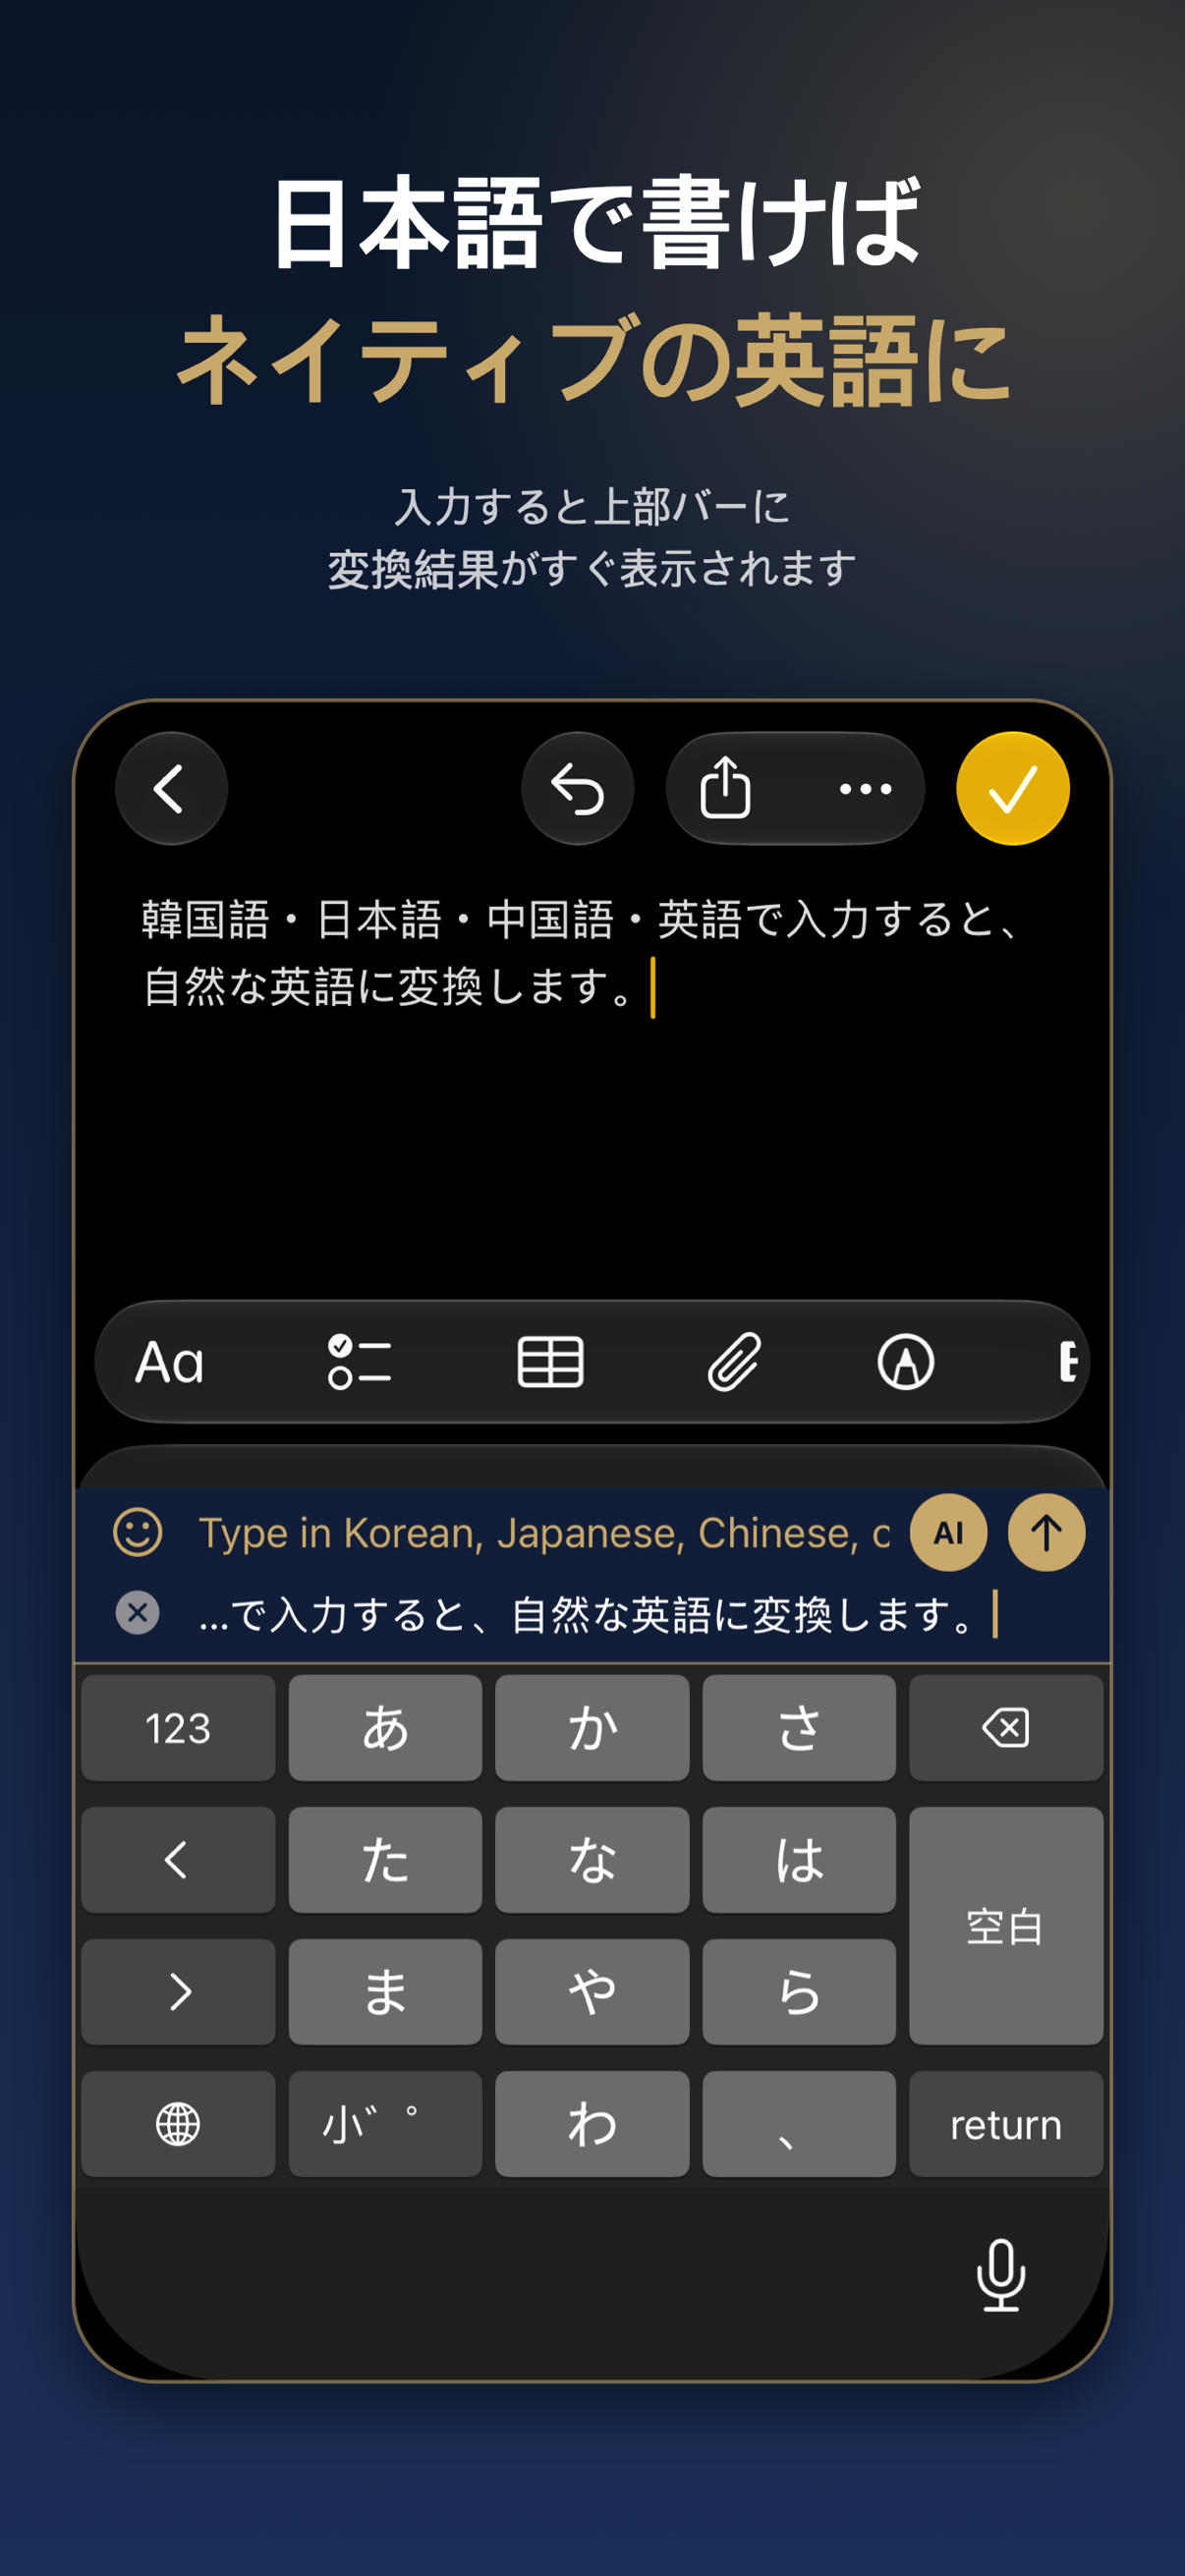 日本語で書けば
ネイティブの英語に
入力すると上部バーに
変換結果がすぐ表示されます
韓国語・日本語・中国語・英語で入力すると、
自然な英語に変換します。
Aa
Type in Korean, Japanese, Chinese, AI
…で入力すると、自然な英語に変換します。
123 あ か さ
た な は
空白
ま や ら
小゛゜ わ 、 return